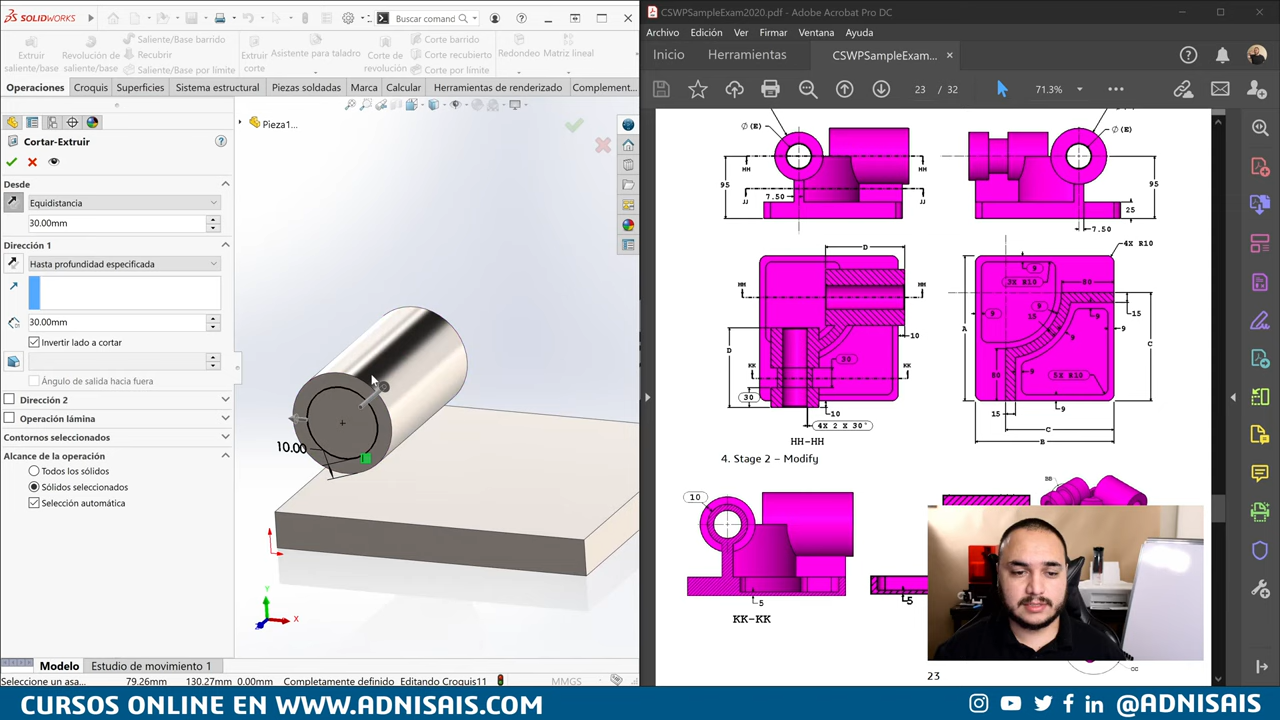 SOLIDWORKS
Buscar comand
Extruir saliente/base
Revolución de saliente/base
Saliente/Base barrido
Recubrir
Saliente/Base por límite
Extruir corte
Asistente para taladro
Corte de revolución
Corte barrido
Corte recubierto
Corte por límite
Redondeo
Matriz lineal
Operaciones
Croquis
Superficies
Sistema estructural
Piezas soldadas
Marca
Calcular
Herramientas de renderizado
Complement...
Pieza1...
Cortar-Extruir
Desde
Equidistancia
30.00mm
Dirección 1
Hasta profundidad especificada
30.00mm
Invertir lado a cortar
Ángulo de salida hacia fuera
Dirección 2
Operación lámina
Contornos seleccionados
Alcance de la operación
Todos los sólidos
Sólidos seleccionados
Selección automática
10.00
Y
X
Z
Modelo
Estudio de movimiento 1
Seleccione un asa...
79.26mm
130.27mm
0.00mm
Completamente definido
Editando Croquis11
MMGS
CSWPSampleExam2020.pdf - Adobe Acrobat Pro DC
Archivo
Edición
Ver
Firmar
Ventana
Ayuda
Inicio
Herramientas
CSWPSampleExam...
23 / 32
71.3%
∅(E)
HH
HH
95
JJ
JJ
7.50
∅(E)
95
25
7.50
D
HH
HH
D
30
10
KK
KK
30
10
4X 2 X 30°
HH-HH
4X R10
9
3X R10
80
9
9
15
9
15
A
9
C
9
80
5X R10
15
9
C
B
4. Stage 2 – Modify
10
5
KK-KK
BB
5
CC
23
CURSOS ONLINE EN WWW.ADNISAIS.COM
@ADNISAIS